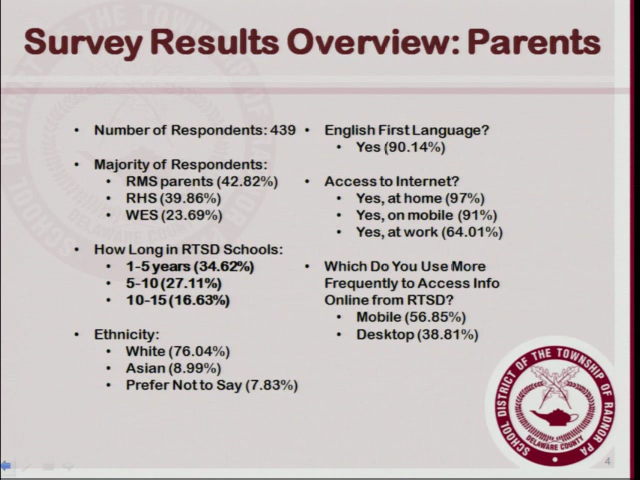 Survey Results Overview: Parents
• Number of Respondents: 439
• Majority of Respondents:
• RMS parents (42.82%)
• RHS (39.86%)
• WES (23.69%)
• How Long in RTSD Schools:
• 1-5 years (34.62%)
• 5-10 (27.11%)
• 10-15 (16.63%)
• Ethnicity:
• White (76.04%)
• Asian (8.99%)
• Prefer Not to Say (7.83%)
• English First Language?
• Yes (90.14%)
• Access to Internet?
• Yes, at home (97%)
• Yes, on mobile (91%)
• Yes, at work (64.01%)
• Which Do You Use More
Frequently to Access Info
Online from RTSD?
• Mobile (56.85%)
• Desktop (38.81%)
SCHOOL DISTRICT OF THE TOWNSHIP OF RADNOR PA
DELAWARE COUNTY
4